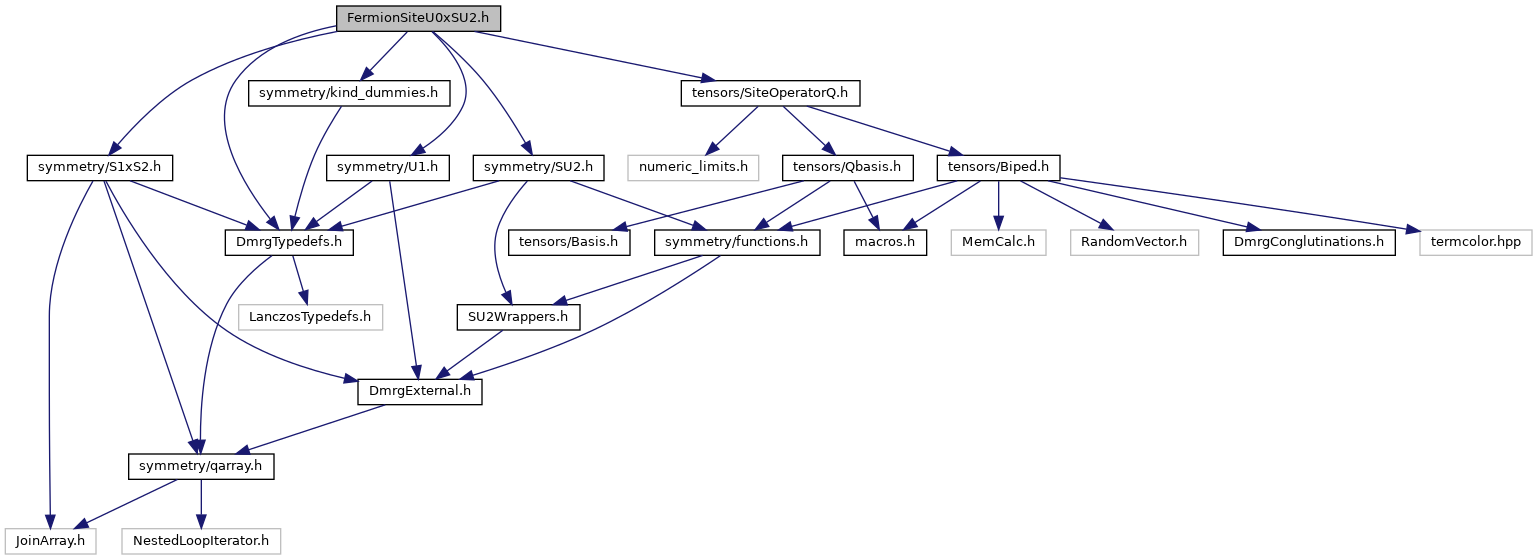 FermionSiteU0xSU2.h
symmetry/kind_dummies.h
tensors/SiteOperatorQ.h
symmetry/S1xS2.h
symmetry/U1.h
symmetry/SU2.h
numeric_limits.h
tensors/Qbasis.h
tensors/Biped.h
DmrgTypedefs.h
tensors/Basis.h
symmetry/functions.h
macros.h
MemCalc.h
RandomVector.h
DmrgConglutinations.h
termcolor.hpp
LanczosTypedefs.h
SU2Wrappers.h
DmrgExternal.h
symmetry/qarray.h
JoinArray.h
NestedLoopIterator.h